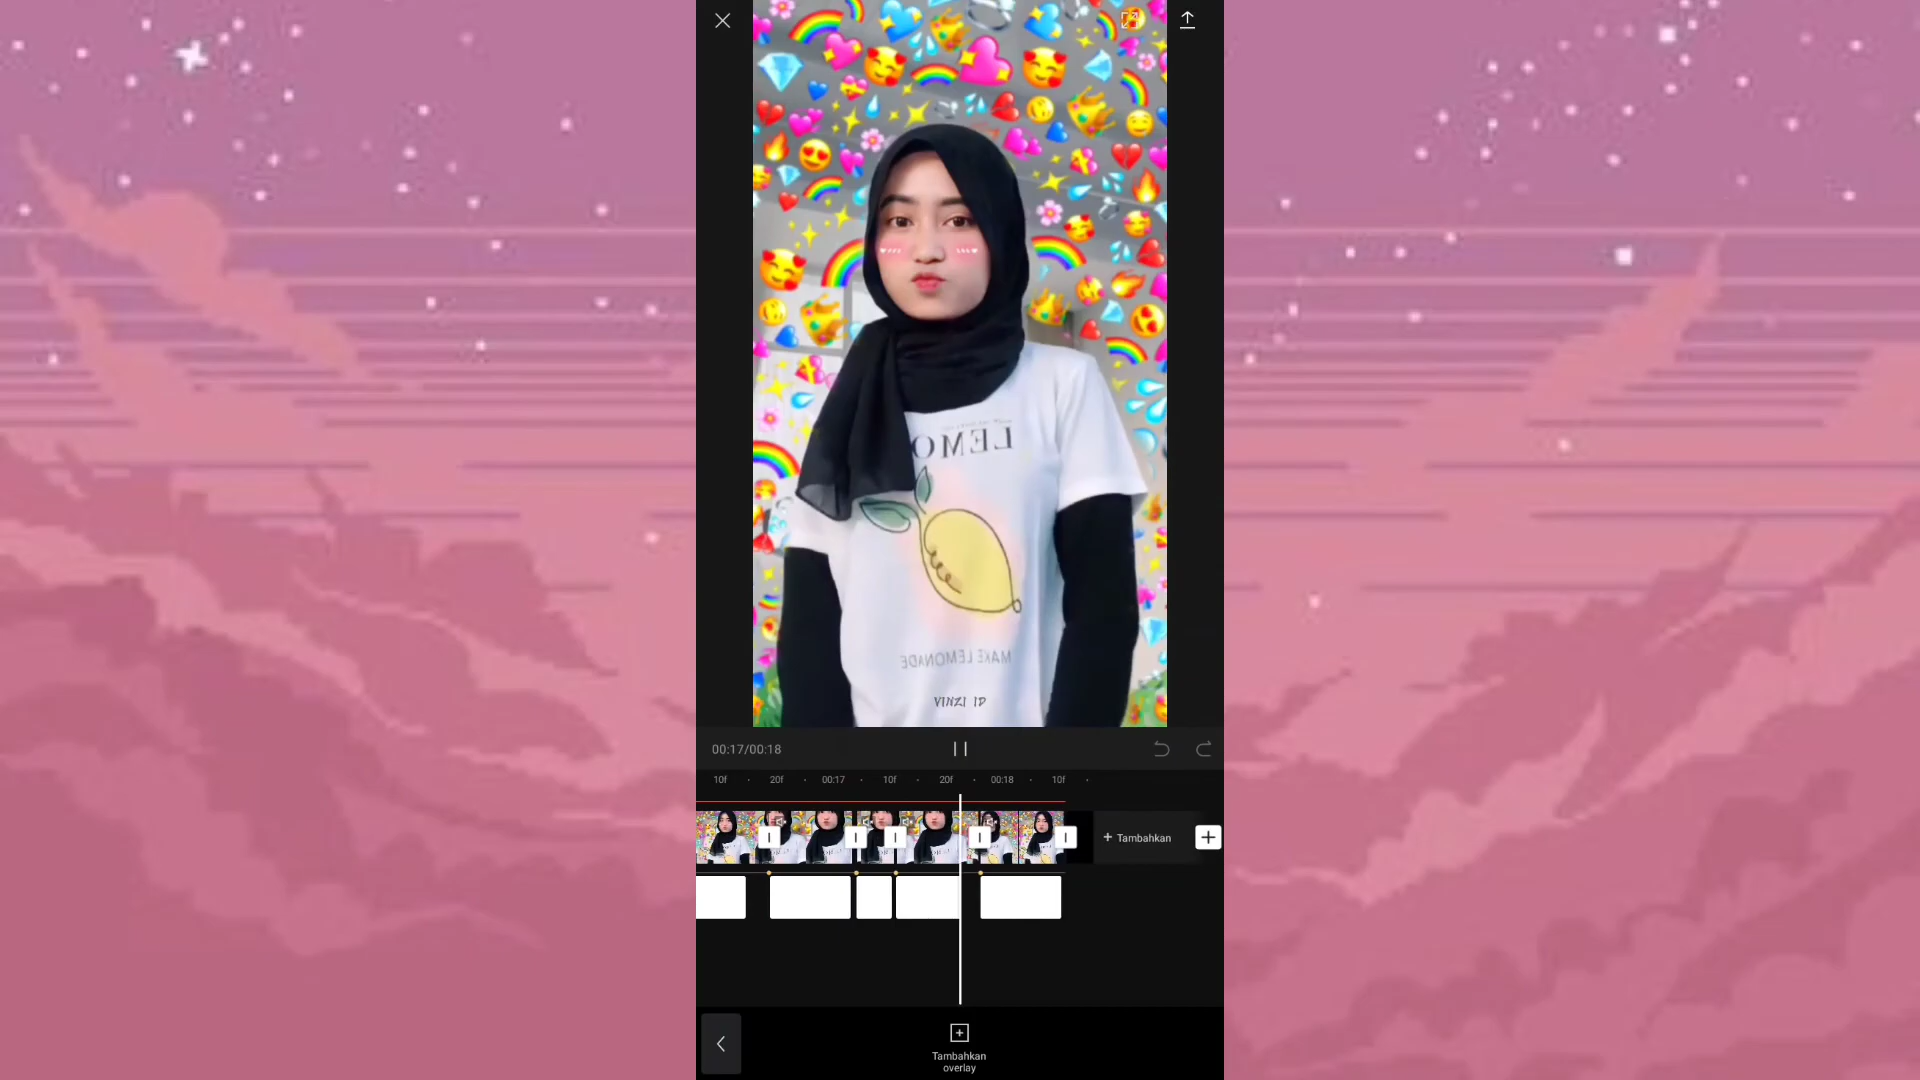 LEMO
MAKE LEMONADE
VINZI ID
00:17/00:18
10f 20f 00:17 10f 20f 00:18 10f
+ Tambahkan
Tambahkan
overlay